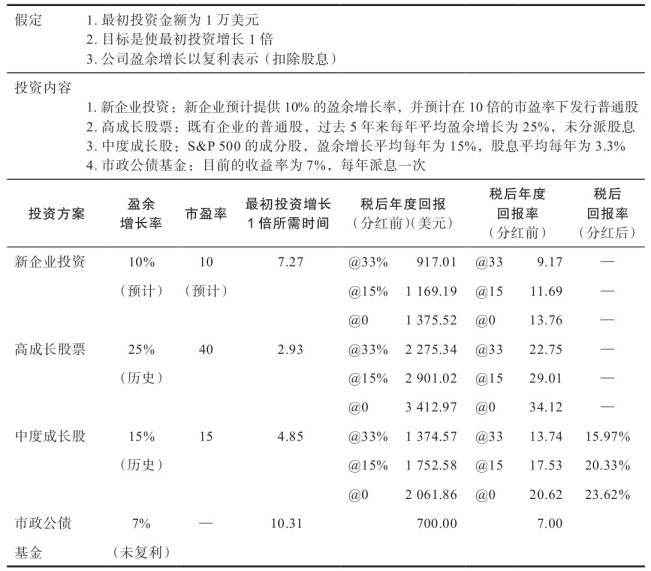 假定 1. 最初投资金额为 1 万美元
2. 目标是使最初投资增长 1 倍
3. 公司盈余增长以复利表示（扣除股息）
投资内容
1. 新企业投资：新企业预计提供 10% 的盈余增长率，并预计在 10 倍的市盈率下发行普通股
2. 高成长股票：既有企业的普通股，过去 5 年来每年平均盈余增长为 25%，未分派股息
3. 中度成长股：S&P 500 的成分股，盈余增长平均每年为 15%，股息平均每年为 3.3%
4. 市政公债基金：目前的收益率为 7%，每年派息一次
投资方案 盈余增长率 市盈率 最初投资增长1 倍所需时间 税后年度回报（分红前）（美元） 税后年度回报率（分红前） 税后回报率（分红后）
新企业投资 10% 10 7.27 @33% 917.01 @33 9.17 —
（预计） （预计） @15% 1 169.19 @15 11.69 —
@0 1 375.52 @0 13.76 —
高成长股票 25% 40 2.93 @33% 2 275.34 @33 22.75 —
（历史） @15% 2 901.02 @15 29.01 —
@0 3 412.97 @0 34.12 —
中度成长股 15% 15 4.85 @33% 1 374.57 @33 13.74 15.97%
（历史） @15% 1 752.58 @15 17.53 20.33%
@0 2 061.86 @0 20.62 23.62%
市政公债 7% — 10.31 700.00 7.00
基金 （未复利）